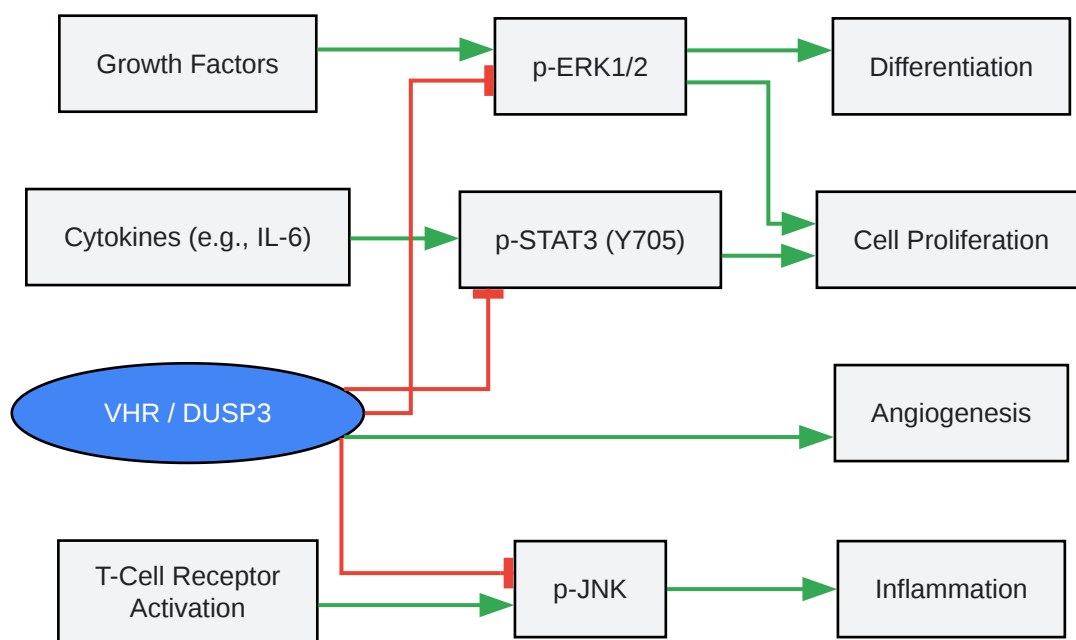 Growth Factors
p-ERK1/2
Differentiation
Cytokines (e.g., IL-6)
p-STAT3 (Y705)
Cell Proliferation
VHR / DUSP3
Angiogenesis
T-Cell Receptor
Activation
p-JNK
Inflammation